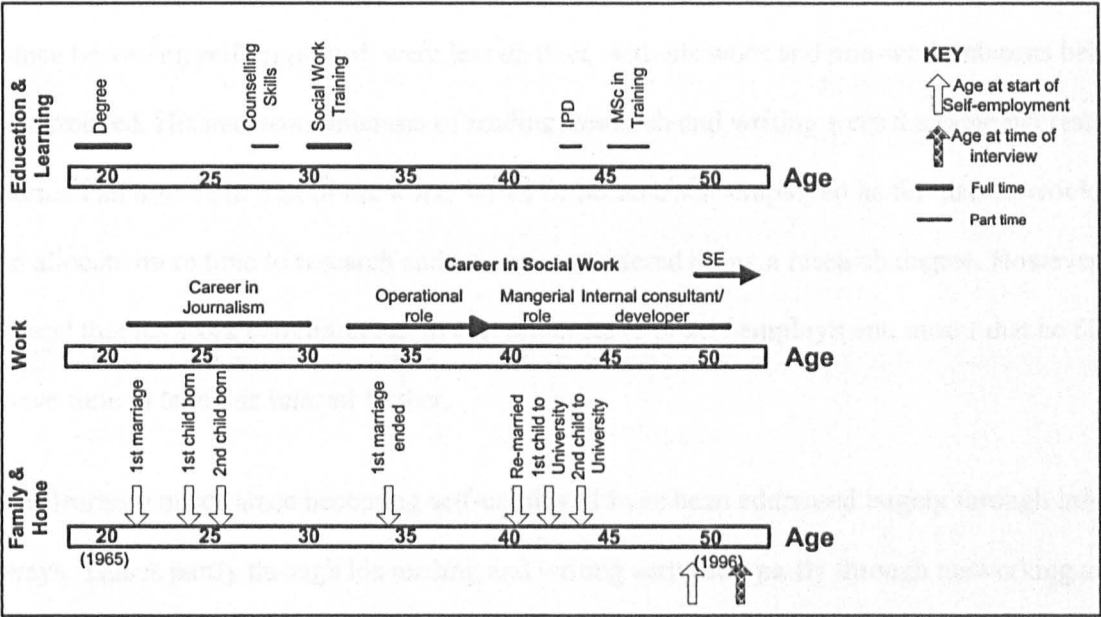 Education &
Learning
Degree
Counselling
Skills
Social Work
Training
IPD
MSc in
Training
20 25 30 35 40 45 50 Age
KEY
Age at start of
Self-employment
Age at time of
interview
Full time
Part time
Work
Career in
Journalism
Career In Social Work
SE
Operational
role
Mangerial
role
Internal consultant/
developer
20 25 30 35 40 45 50 Age
Family &
Home
1st marriage
1st child born
2nd child born
1st marriage
ended
Re-married
1st child to
University
2nd child to
University
20 25 30 35 40 45 50 Age
(1965)
(1996)